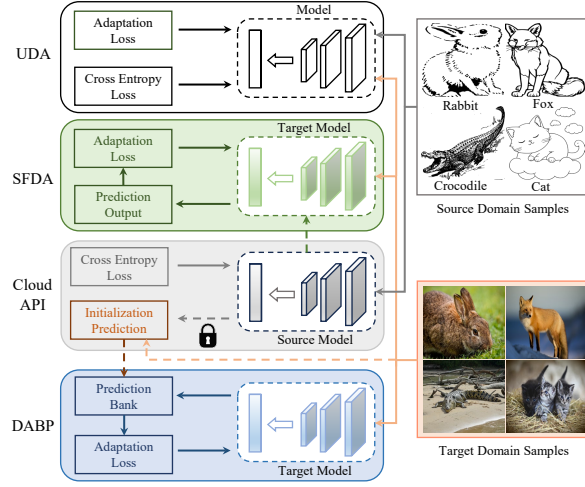 UDA
Adaptation
Loss
Cross Entropy
Loss
Model
SFDA
Adaptation
Loss
Prediction
Output
Target Model
Cloud
API
Cross Entropy
Loss
Initialization
Prediction
Source Model
DABP
Prediction
Bank
Adaptation
Loss
Target Model
Rabbit
Fox
Crocodile
Cat
Source Domain Samples
Target Domain Samples